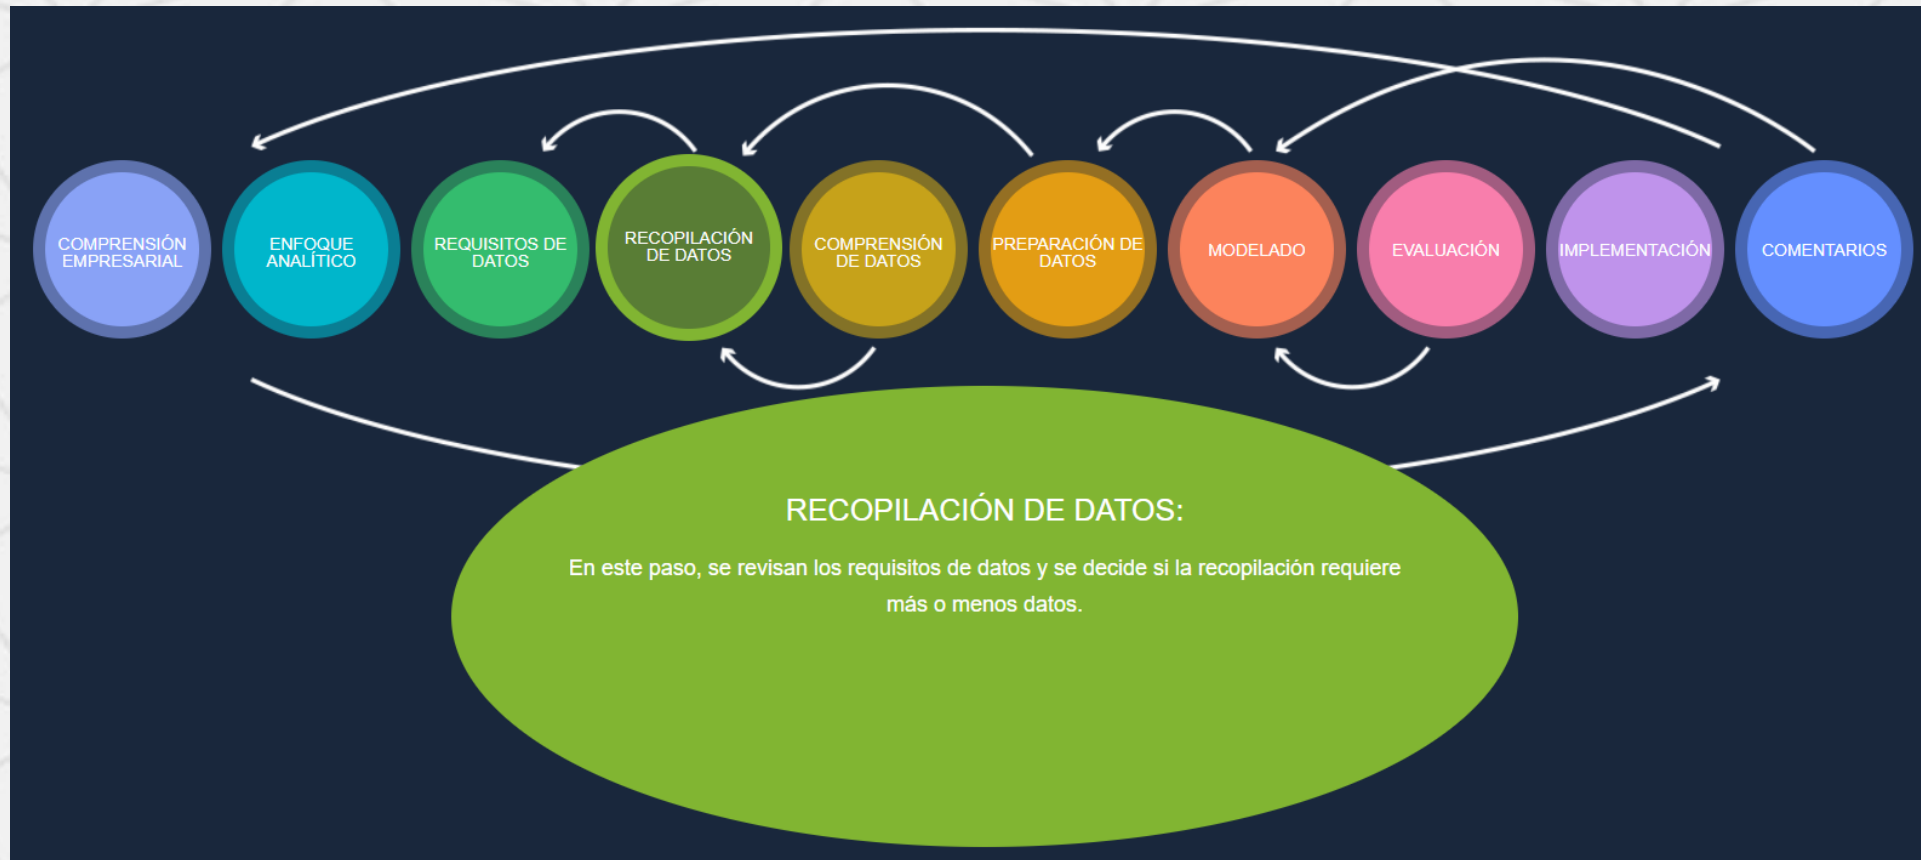 COMPRENSIÓN
EMPRESARIAL
ENFOQUE
ANALÍTICO
REQUISITOS DE
DATOS
RECOPILACIÓN
DE DATOS
COMPRENSIÓN
DE DATOS
PREPARACIÓN DE
DATOS
MODELADO
EVALUACIÓN
IMPLEMENTACIÓN
COMENTARIOS
RECOPILACIÓN DE DATOS:
En este paso, se revisan los requisitos de datos y se decide si la recopilación requiere
más o menos datos.